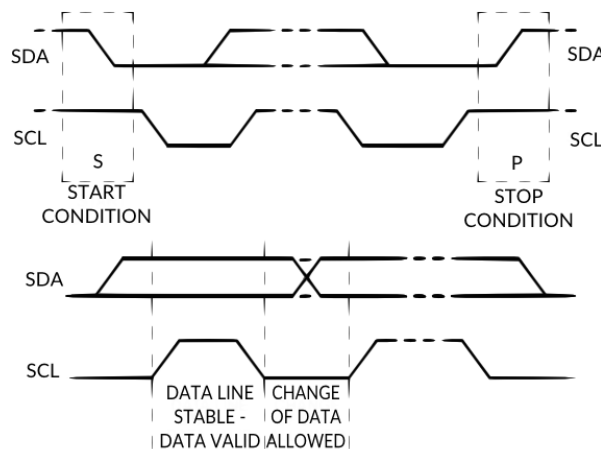 SDA SDA
SCL SCL
S P
START STOP
CONDITION CONDITION
SDA
SCL
DATA LINE CHANGE
STABLE - OF DATA
DATA VALID ALLOWED